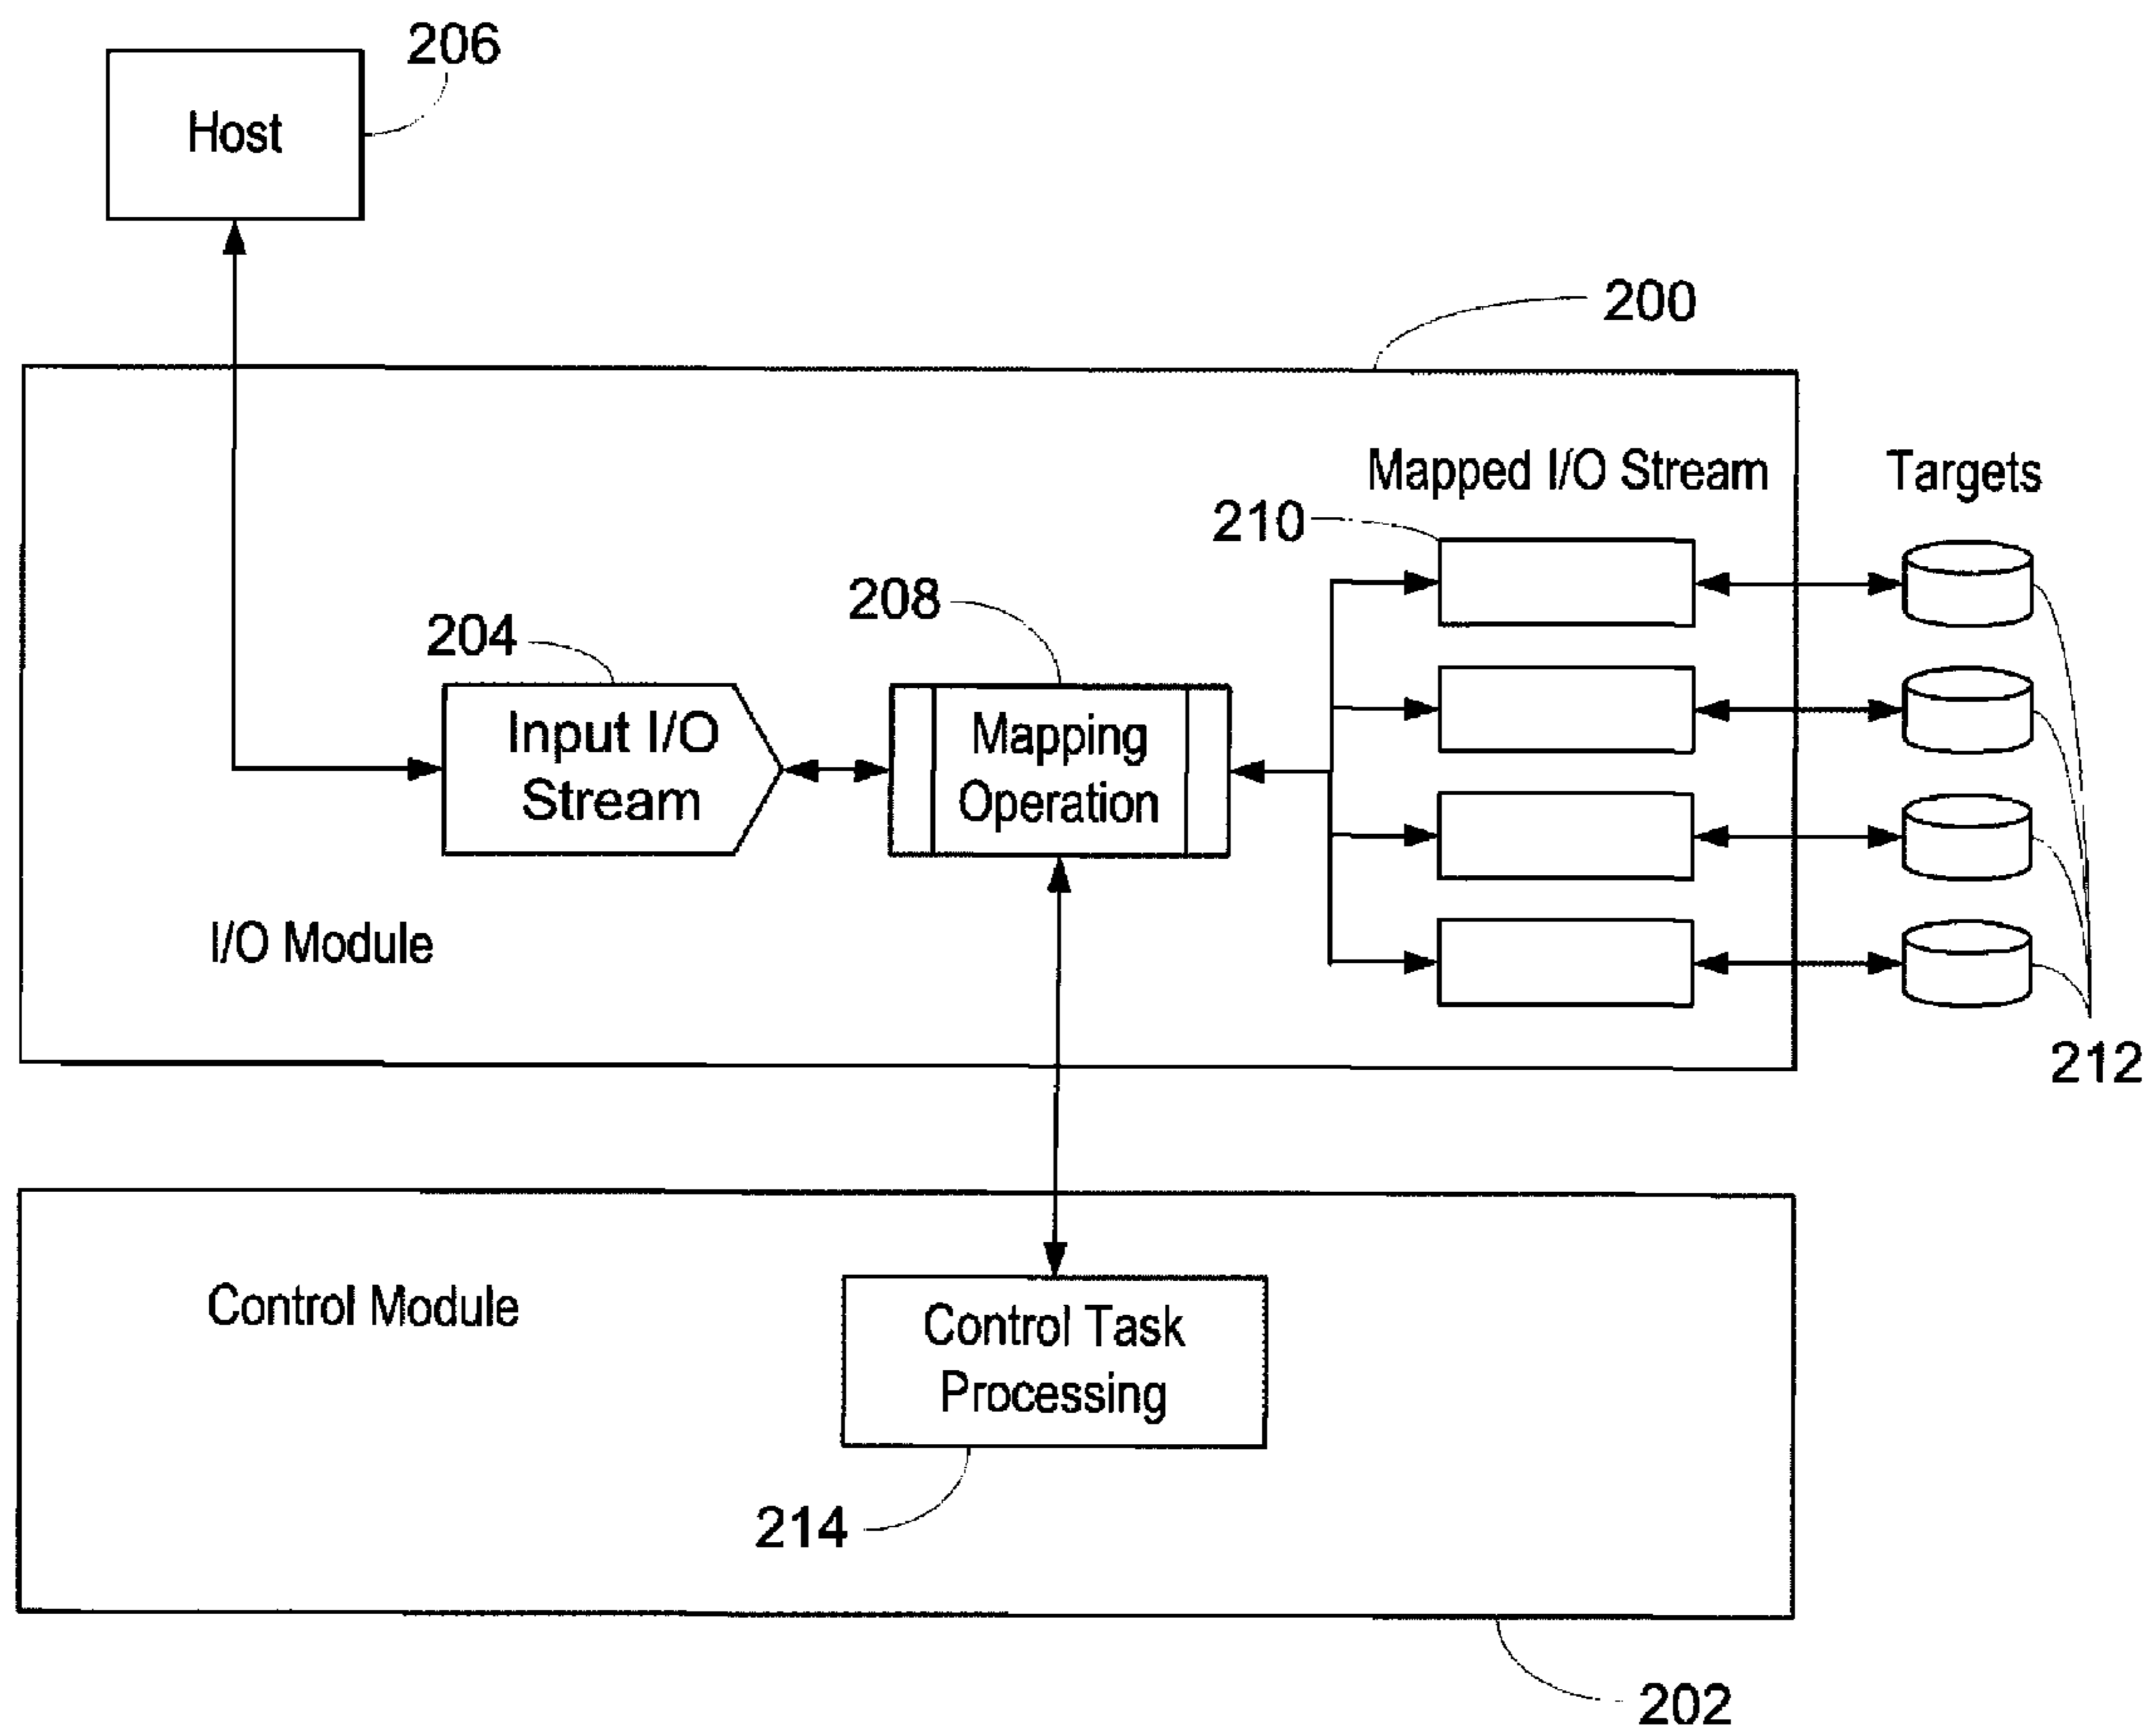 206
Host
200
Mapped I/O Stream
Targets
210
208
204
Input I/O
Stream
Mapping
Operation
I/O Module
212
Control Module
Control Task
Processing
214
202